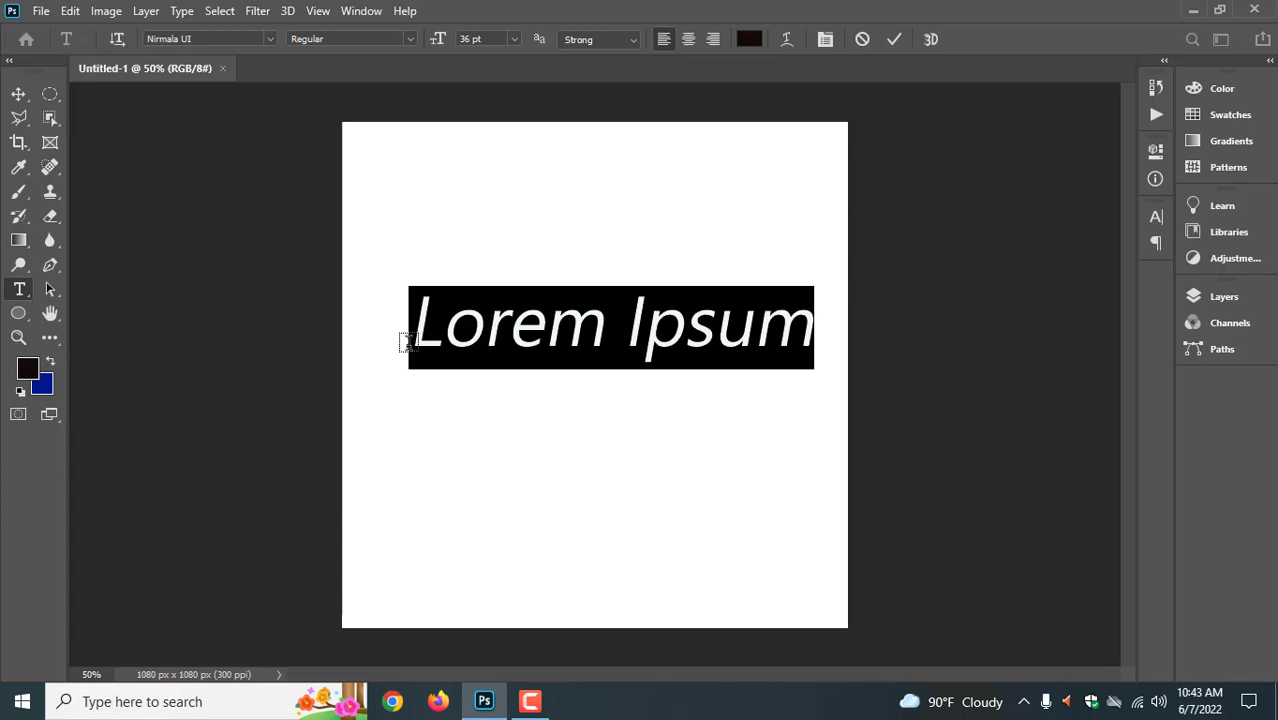 Ps File Edit Image Layer Type Select Filter 3D View Window Help
T Nirmala UI Regular 36 pt Strong 3D
Untitled-1 @ 50% (RGB/8#)
Color
Swatches
Gradients
Patterns
Learn
Libraries
Adjustme...
Layers
Channels
Paths
Lorem Ipsum
50% 1080 px x 1080 px (300 ppi)
Type here to search
Ps
90°F Cloudy
10:43 AM
6/7/2022